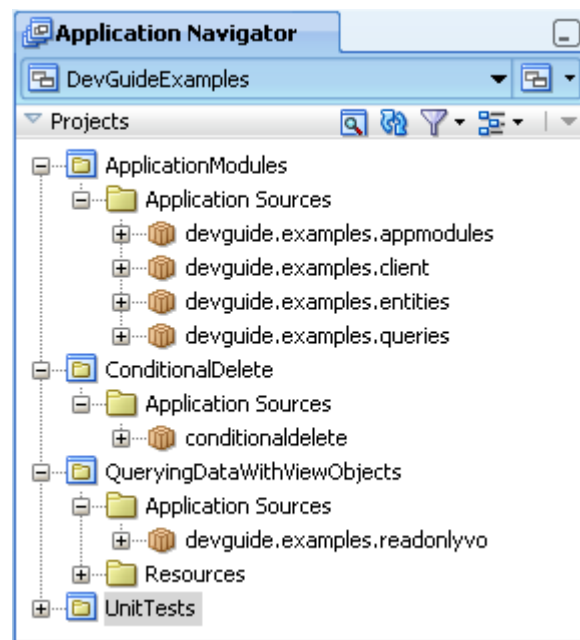 Application Navigator
DevGuideExamples
Projects
ApplicationModules
Application Sources
devguide.examples.appmodules
devguide.examples.client
devguide.examples.entities
devguide.examples.queries
ConditionalDelete
Application Sources
conditionaldelete
QueryingDataWithViewObjects
Application Sources
devguide.examples.readonlyvo
Resources
UnitTests